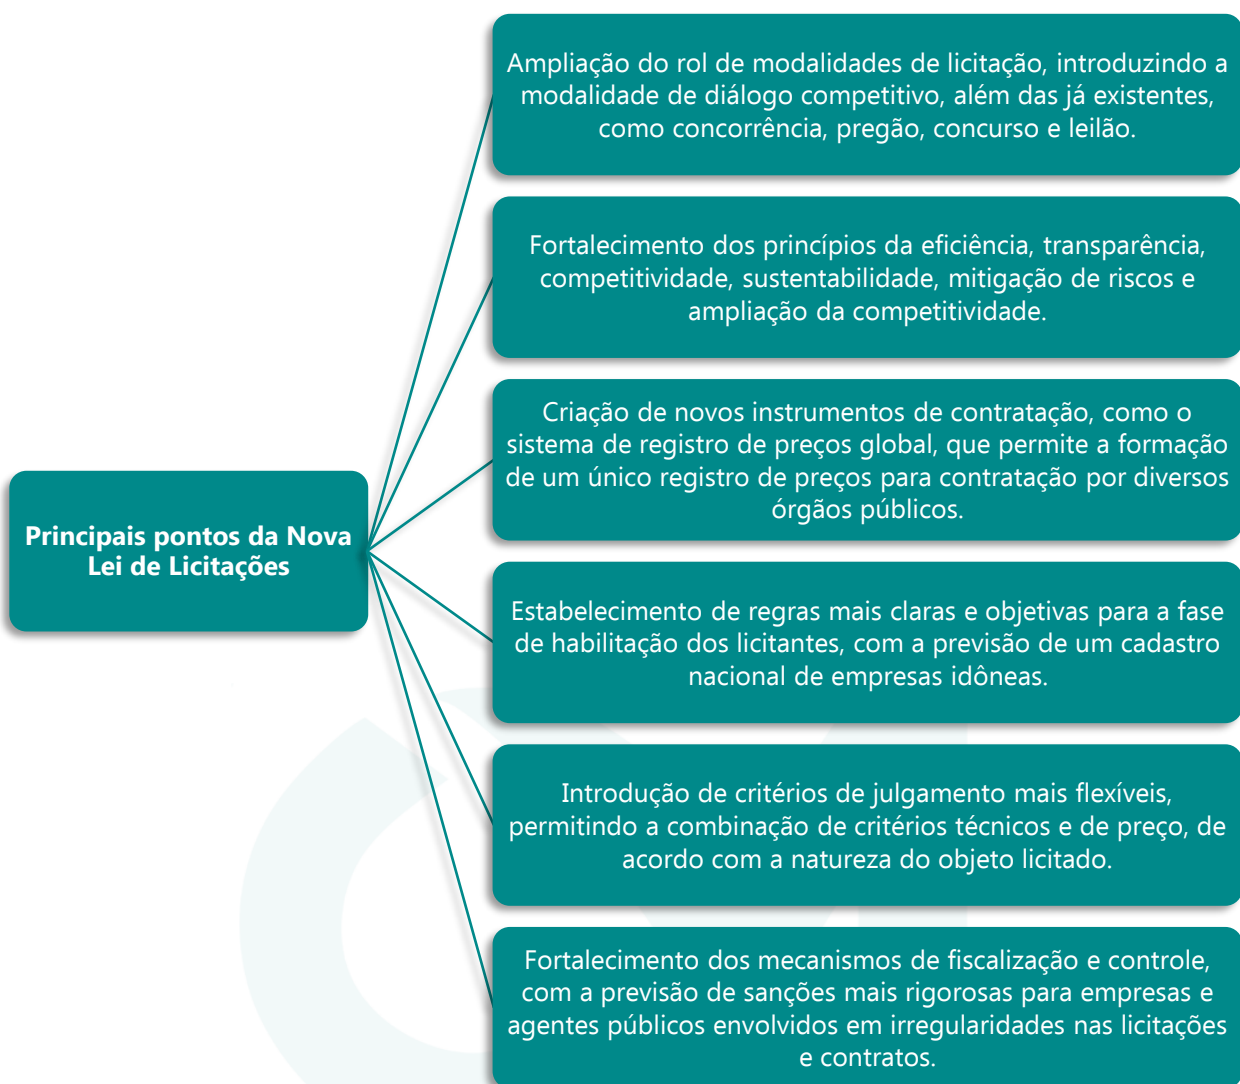 Ampliação do rol de modalidades de licitação, introduzindo a
modalidade de diálogo competitivo, além das já existentes,
como concorrência, pregão, concurso e leilão.
Fortalecimento dos princípios da eficiência, transparência,
competitividade, sustentabilidade, mitigação de riscos e
ampliação da competitividade.
Criação de novos instrumentos de contratação, como o
sistema de registro de preços global, que permite a formação
de um único registro de preços para contratação por diversos
órgãos públicos.
Principais pontos da Nova
Lei de Licitações
Estabelecimento de regras mais claras e objetivas para a fase
de habilitação dos licitantes, com a previsão de um cadastro
nacional de empresas idôneas.
Introdução de critérios de julgamento mais flexíveis,
permitindo a combinação de critérios técnicos e de preço, de
acordo com a natureza do objeto licitado.
Fortalecimento dos mecanismos de fiscalização e controle,
com a previsão de sanções mais rigorosas para empresas e
agentes públicos envolvidos em irregularidades nas licitações
e contratos.